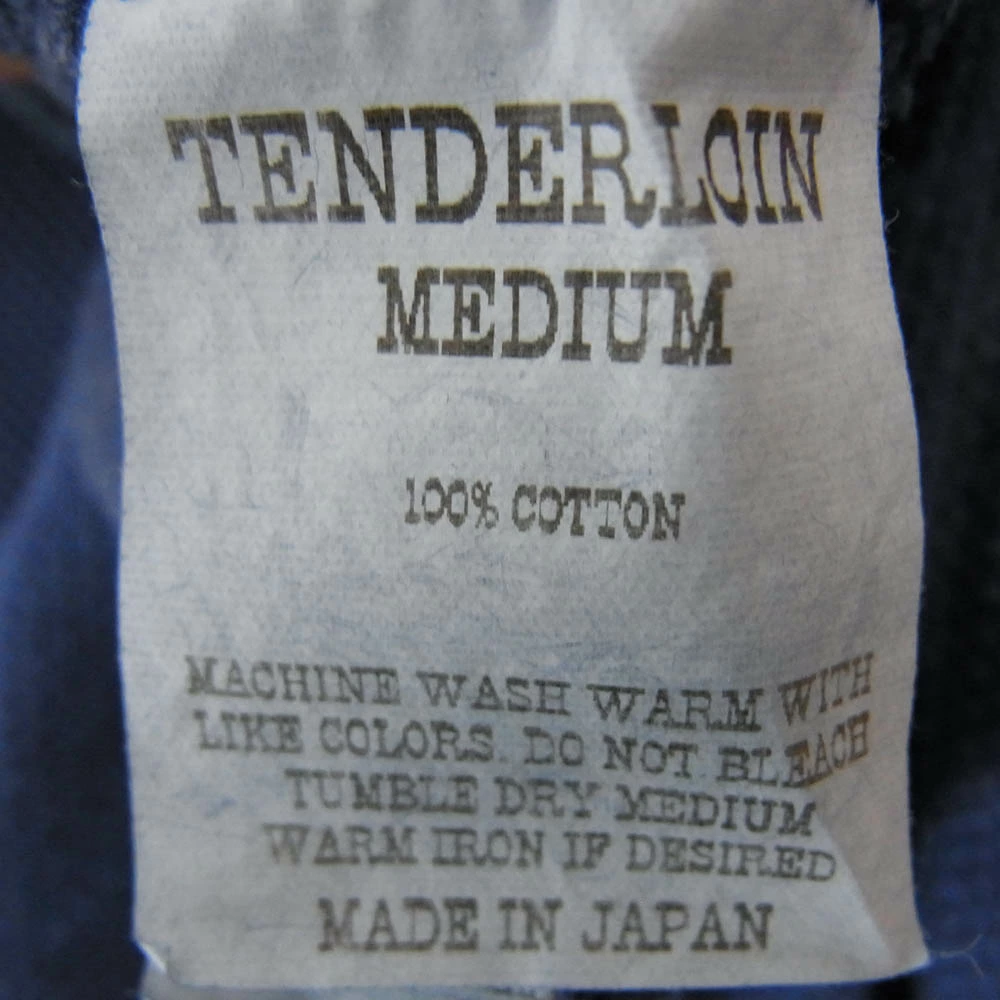 TENDERLOIN
MEDIUM
100% COTTON
MACHINE WASH WARM WITH
LIKE COLORS. DO NOT BLEACH
TUMBLE DRY MEDIUM
WARM IRON IF DESIRED
MADE IN JAPAN